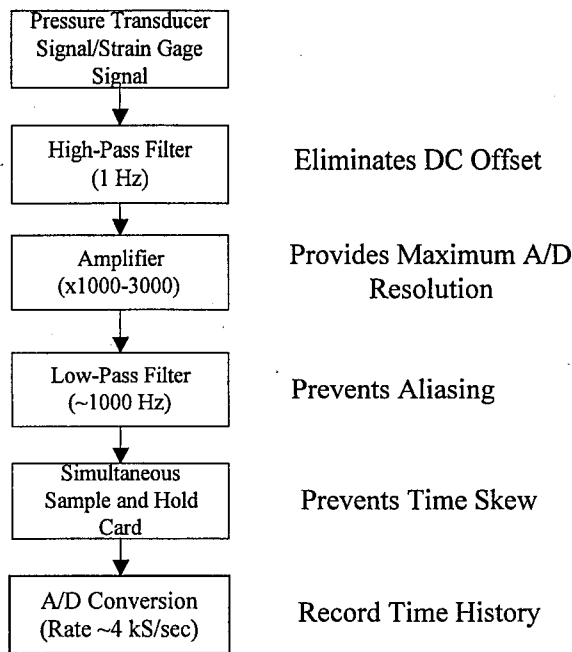 Pressure Transducer
Signal/Strain Gage
Signal
High-Pass Filter
(1 Hz)
Eliminates DC Offset
Amplifier
(x1000-3000)
Provides Maximum A/D
Resolution
Low-Pass Filter
(~1000 Hz)
Prevents Aliasing
Simultaneous
Sample and Hold
Card
Prevents Time Skew
A/D Conversion
(Rate ~4 kS/sec)
Record Time History